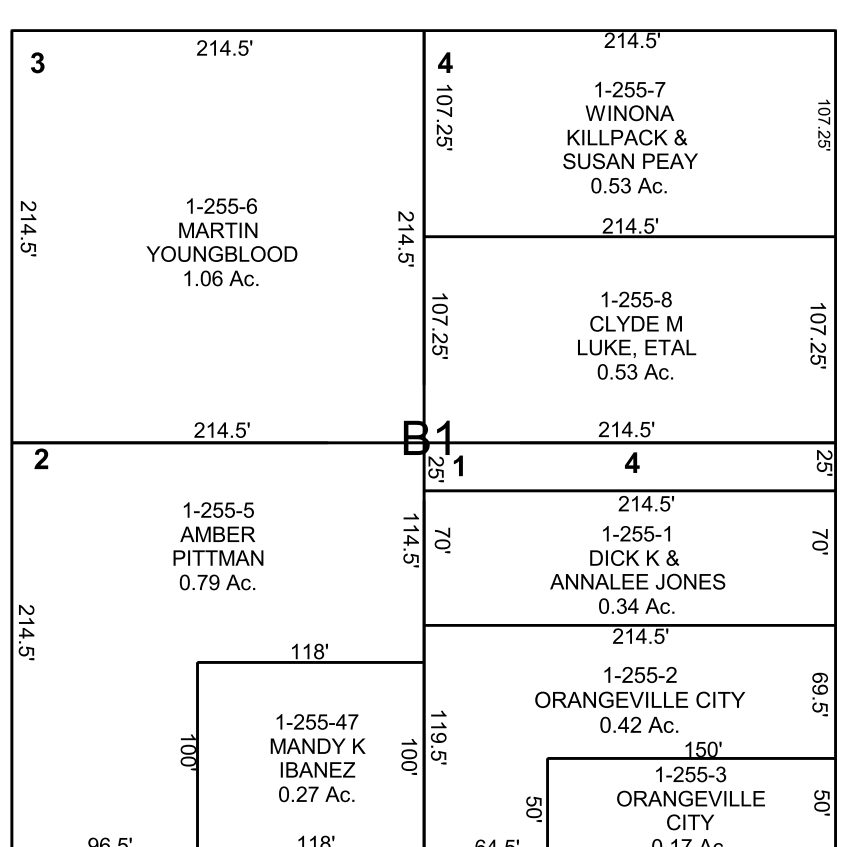 214.5'
3
214.5'
1-255-6
MARTIN
YOUNGBLOOD
1.06 Ac.
214.5'
214.5'
214.5'
4
107.25'
1-255-7
WINONA
KILLPACK &
SUSAN PEAY
0.53 Ac.
107.25'
214.5'
107.25'
1-255-8
CLYDE M
LUKE, ETAL
0.53 Ac.
107.25'
214.5'
B1
2
1-255-5
AMBER
PITTMAN
0.79 Ac.
214.5'
114.5'
118'
100'
1-255-47
MANDY K
IBANEZ
0.27 Ac.
100'
96.5'
118'
25'
1
4
25'
214.5'
70'
1-255-1
DICK K &
ANNALEE JONES
0.34 Ac.
70'
214.5'
1-255-2
ORANGEVILLE CITY
0.42 Ac.
69.5'
119.5'
150'
50'
1-255-3
ORANGEVILLE
CITY
0.17 Ac.
50'
64.5'